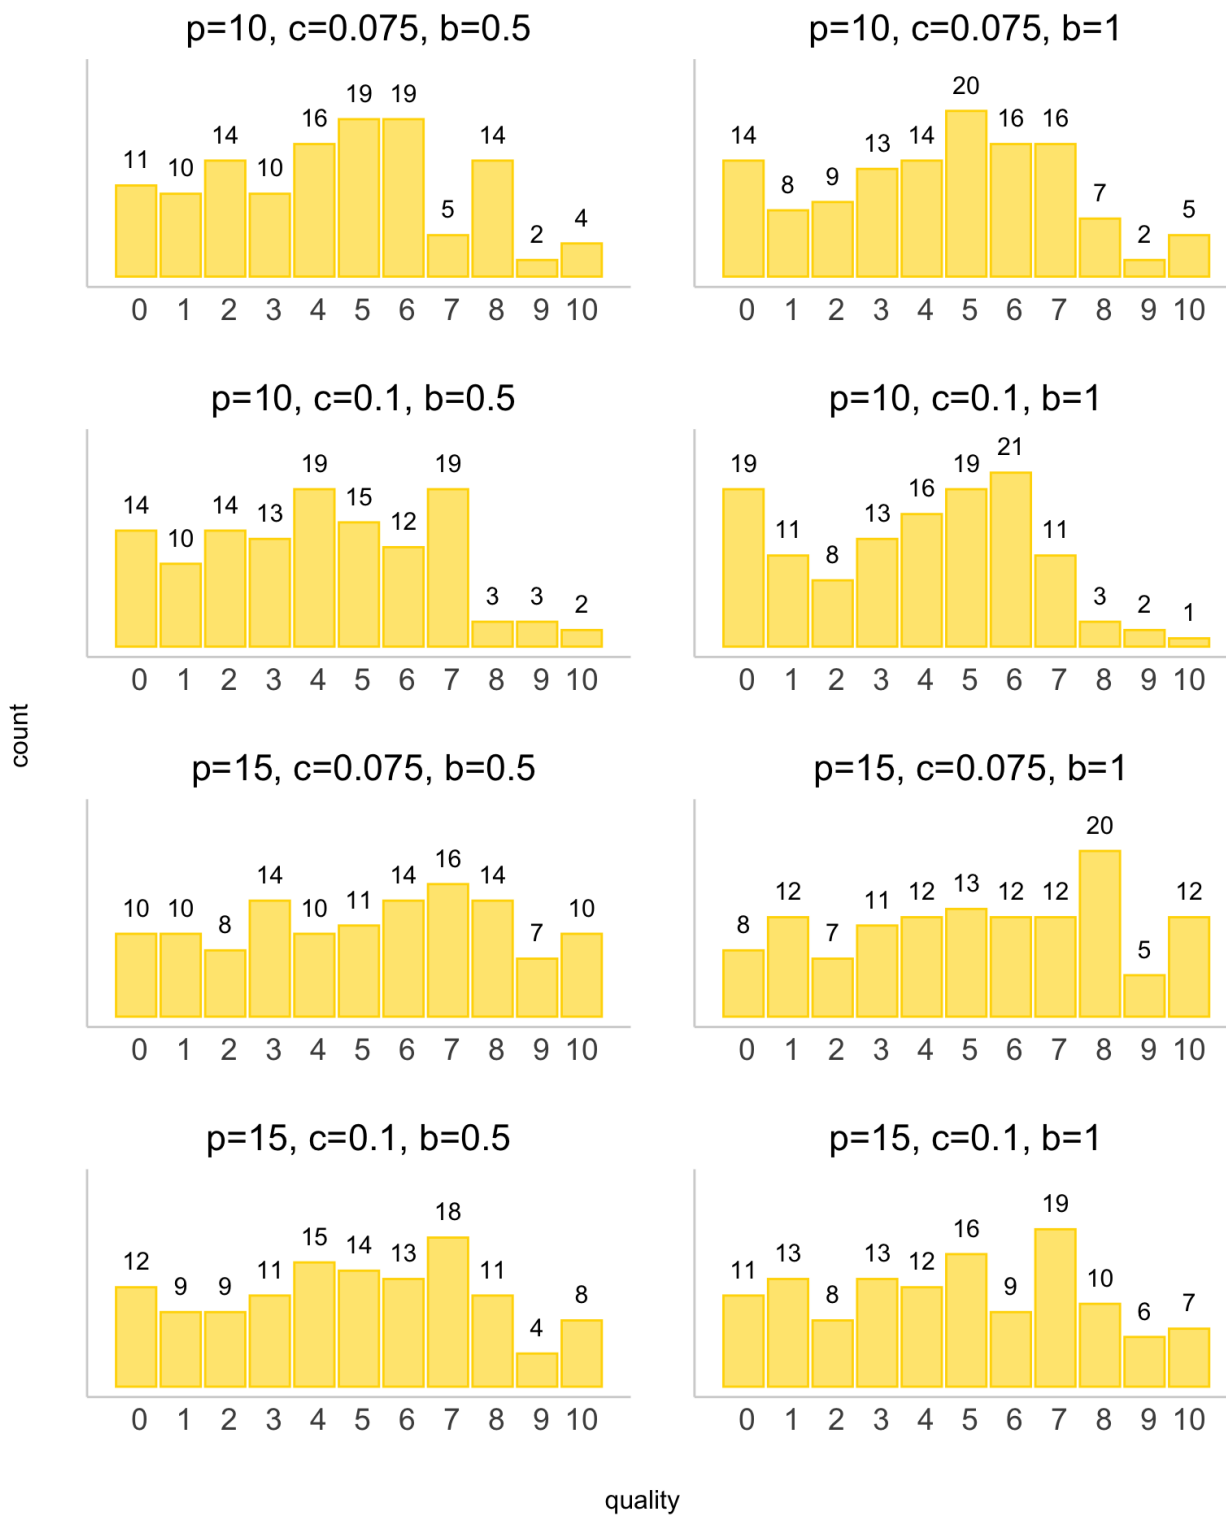 p=10, c=0.075, b=0.5
11 10 14 10 16 19 19 5 14 2 4
0 1 2 3 4 5 6 7 8 9 10
p=10, c=0.075, b=1
14 8 9 13 14 20 16 16 7 2 5
0 1 2 3 4 5 6 7 8 9 10
p=10, c=0.1, b=0.5
14 10 14 13 19 15 12 19 3 3 2
0 1 2 3 4 5 6 7 8 9 10
p=10, c=0.1, b=1
19 11 8 13 16 19 21 11 3 2 1
0 1 2 3 4 5 6 7 8 9 10
count
p=15, c=0.075, b=0.5
10 10 8 14 10 11 14 16 14 7 10
0 1 2 3 4 5 6 7 8 9 10
p=15, c=0.075, b=1
8 12 7 11 12 13 12 12 20 5 12
0 1 2 3 4 5 6 7 8 9 10
p=15, c=0.1, b=0.5
12 9 9 11 15 14 13 18 11 4 8
0 1 2 3 4 5 6 7 8 9 10
p=15, c=0.1, b=1
11 13 8 13 12 16 9 19 10 6 7
0 1 2 3 4 5 6 7 8 9 10
quality